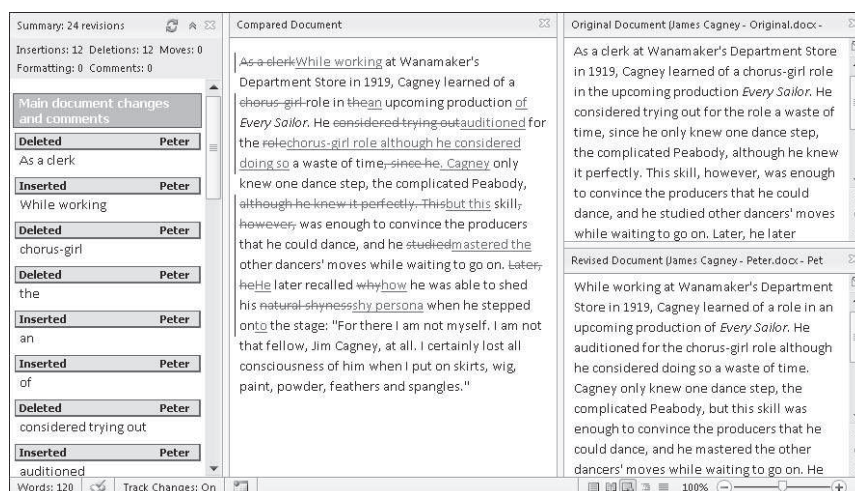 Summary: 24 revisions
Insertions: 12 Deletions: 12 Moves: 0
Formatting: 0 Comments: 0
Main document changes
and comments
Deleted Peter
As a clerk
Inserted Peter
While working
Deleted Peter
chorus-girl
Deleted Peter
the
Inserted Peter
an
Inserted Peter
of
Deleted Peter
considered trying out
Inserted Peter
auditioned
Compared Document
As a clerkWhile working at Wanamaker's
Department Store in 1919, Cagney learned of a
chorus-girl role in thean upcoming production of
Every Sailor. He considered trying outauditioned for
the rolechorus-girl role although he considered
doing so a waste of time, since he. Cagney only
knew one dance step, the complicated Peabody,
although he knew it perfectly. Thisbut this skill,
however, was enough to convince the producers
that he could dance, and he studiedmastered the
other dancers' moves while waiting to go on. Later,
heHe later recalled whyhow he was able to shed
his natural shynessshy persona when he stepped
onto the stage: "For there I am not myself. I am not
that fellow, Jim Cagney, at all. I certainly lost all
consciousness of him when I put on skirts, wig,
paint, powder, feathers and spangles."
Original Document (James Cagney - Original.docx -
As a clerk at Wanamaker's Department Store
in 1919, Cagney learned of a chorus-girl role
in the upcoming production Every Sailor. He
considered trying out for the role a waste of
time, since he only knew one dance step,
the complicated Peabody, although he knew
it perfectly. This skill, however, was enough
to convince the producers that he could
dance, and he studied other dancers' moves
while waiting to go on. Later, he later
Revised Document (James Cagney - Peter.docx - Pet
While working at Wanamaker's Department
Store in 1919, Cagney learned of a role in an
upcoming production of Every Sailor. He
auditioned for the chorus-girl role although
he considered doing so a waste of time.
Cagney only knew one dance step, the
complicated Peabody, but this skill was
enough to convince the producers that he
could dance, and he mastered the other
dancers' moves while waiting to go on. He
Words: 120 Track Changes: On 100%